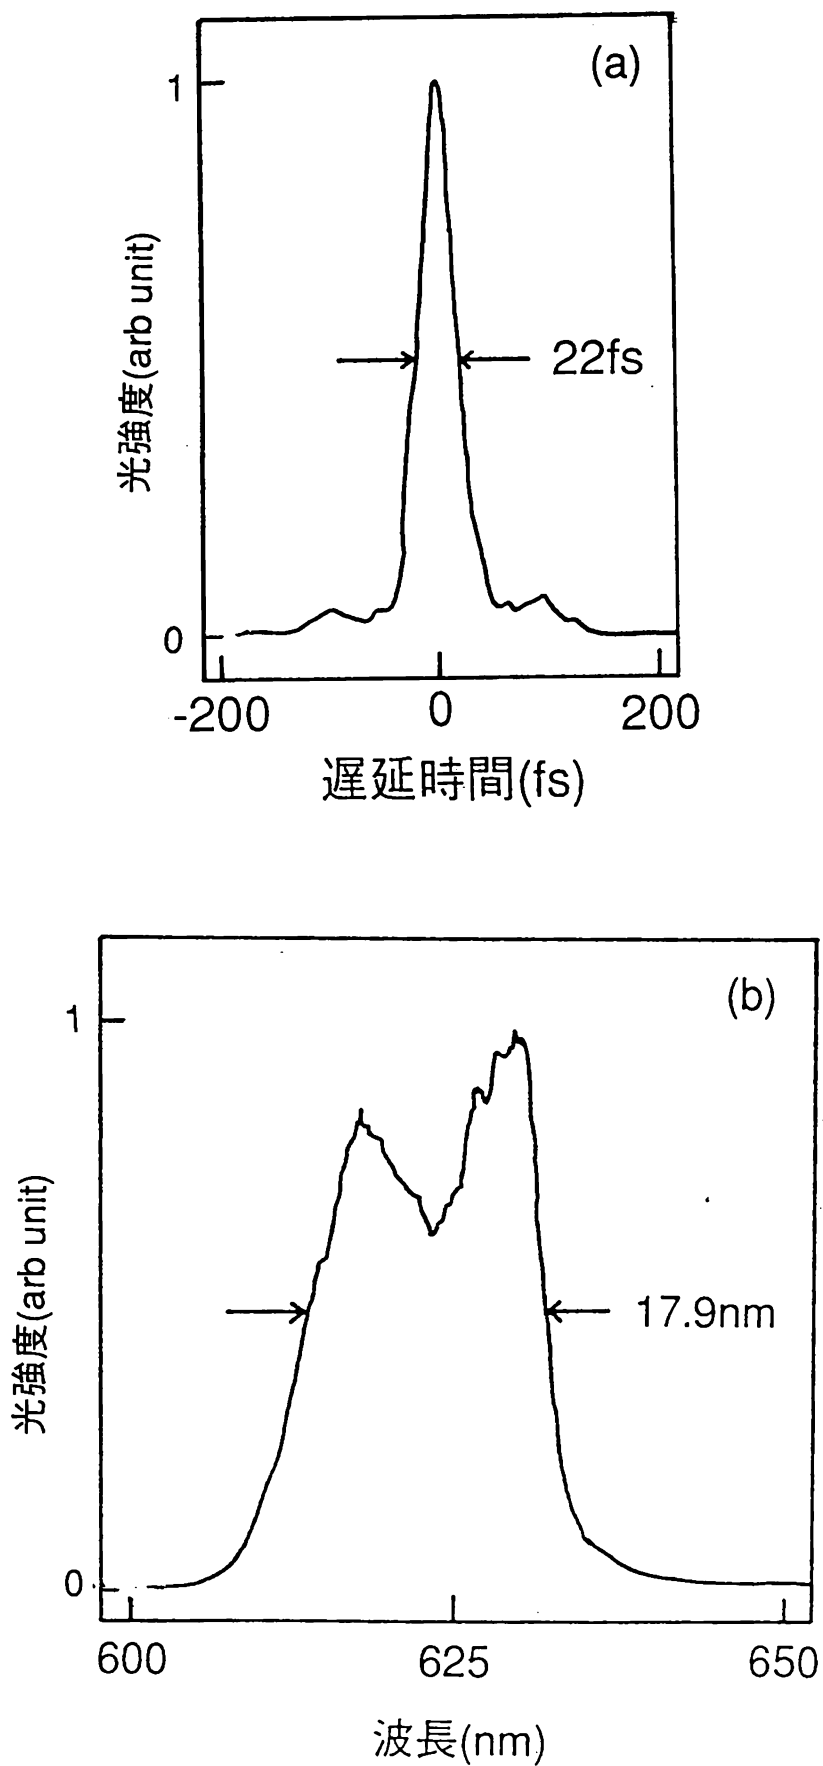 (a)
1
光強度(arb unit)
22fs
0
-200 0 200
遅延時間(fs)
(b)
1
光強度(arb unit)
17.9nm
0
600 625 650
波長(nm)